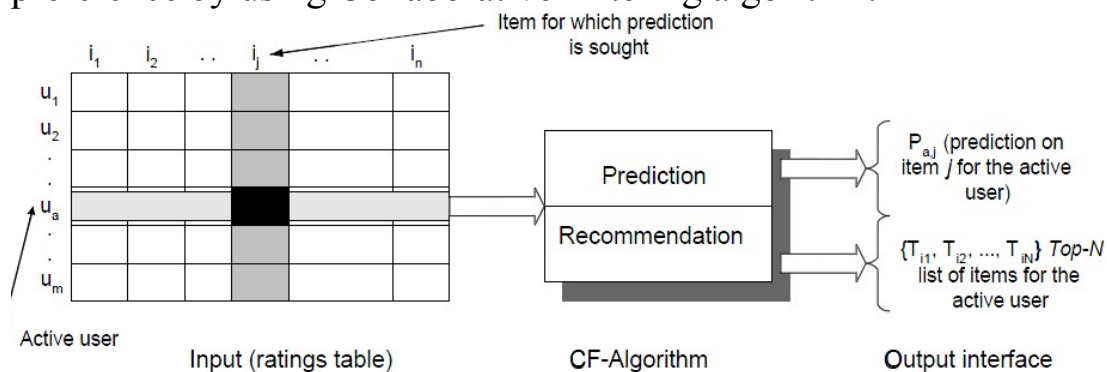 preference by using Collaborative Filtering algorithm.
Item for which prediction
is sought
i1 i2 . . ij . . in
u1
u2
.
.
ua
.
.
um
Active user
Prediction
Recommendation
Pa,j (prediction on
item j for the active
user)
{Ti1, Ti2, ..., TiN} Top-N
list of items for the
active user
Input (ratings table)
CF-Algorithm
Output interface